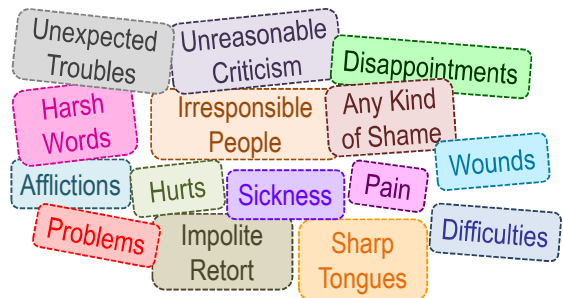 Unexpected
Troubles
Unreasonable
Criticism
Disappointments
Harsh
Words
Irresponsible
People
Any Kind
of Shame
Wounds
Afflictions
Hurts
Sickness
Pain
Problems
Impolite
Retort
Sharp
Tongues
Difficulties